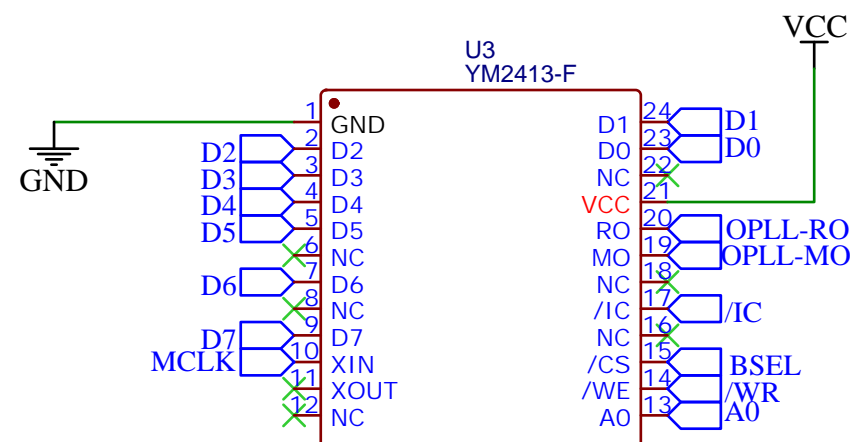 VCC
U3
YM2413-F
GND
1 GND
D2 2 D2
D3 3 D3
D4 4 D4
D5 5 D5
6 NC
D6 7 D6
8 NC
D7 9 D7
MCLK 10 XIN
11 XOUT
12 NC
D1 24 D1
D0 23 D0
NC 22
VCC 21
RO 20 OPLL-RO
MO 19 OPLL-MO
NC 18
/IC 17 /IC
NC 16
/CS 15 BSEL
/WE 14 /WR
A0 13 A0